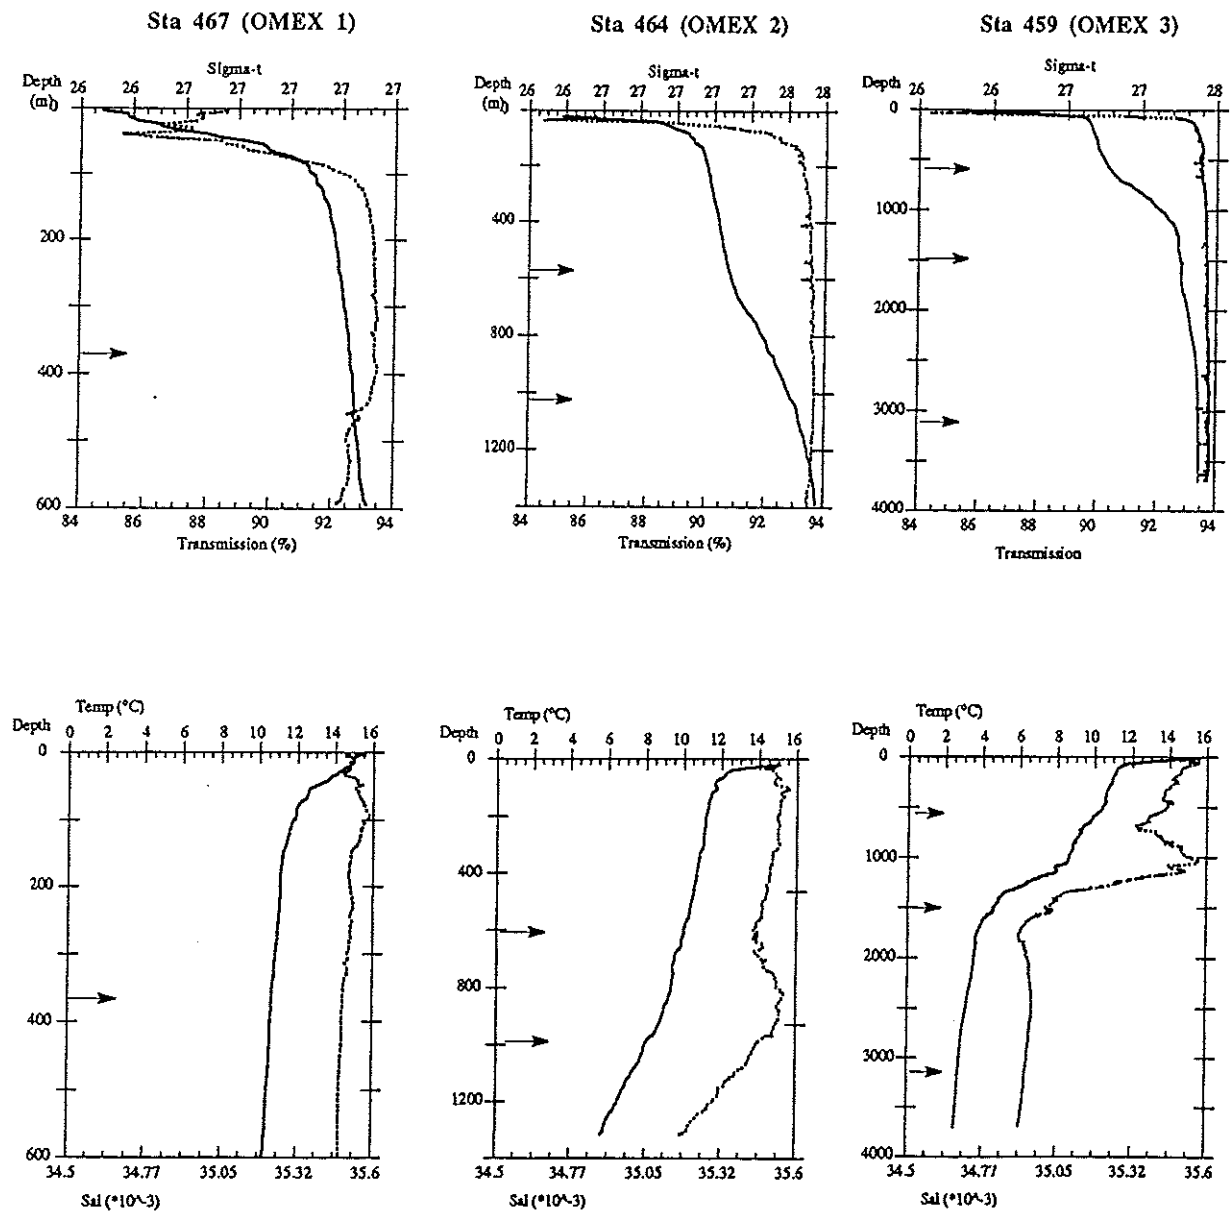 Sta 467 (OMEX 1)
Sta 464 (OMEX 2)
Sta 459 (OMEX 3)
Depth (m)
Sigma-t
26 26 27 27 27 27 27
0
200
400
600
84 86 88 90 92 94
Transmission (%)
Depth (m)
Sigma-t
26 26 27 27 27 27 27 28 28
0
400
800
1200
84 86 88 90 92 94
Transmission (%)
Depth
Sigma-t
26 26 27 27 28
0
1000
2000
3000
4000
84 86 88 90 92 94
Transmission
Depth
Temp (°C)
0 2 4 6 8 10 12 14 16
0
200
400
600
34.5 34.77 35.05 35.32 35.6
Sal (*10^-3)
Depth
Temp (°C)
0 2 4 6 8 10 12 14 16
0
400
800
1200
34.5 34.77 35.05 35.32 35.6
Sal (*10^-3)
Depth
Temp (°C)
0 2 4 6 8 10 12 14 16
0
1000
2000
3000
4000
34.5 34.77 35.05 35.32 35.6
Sal (*10^-3)